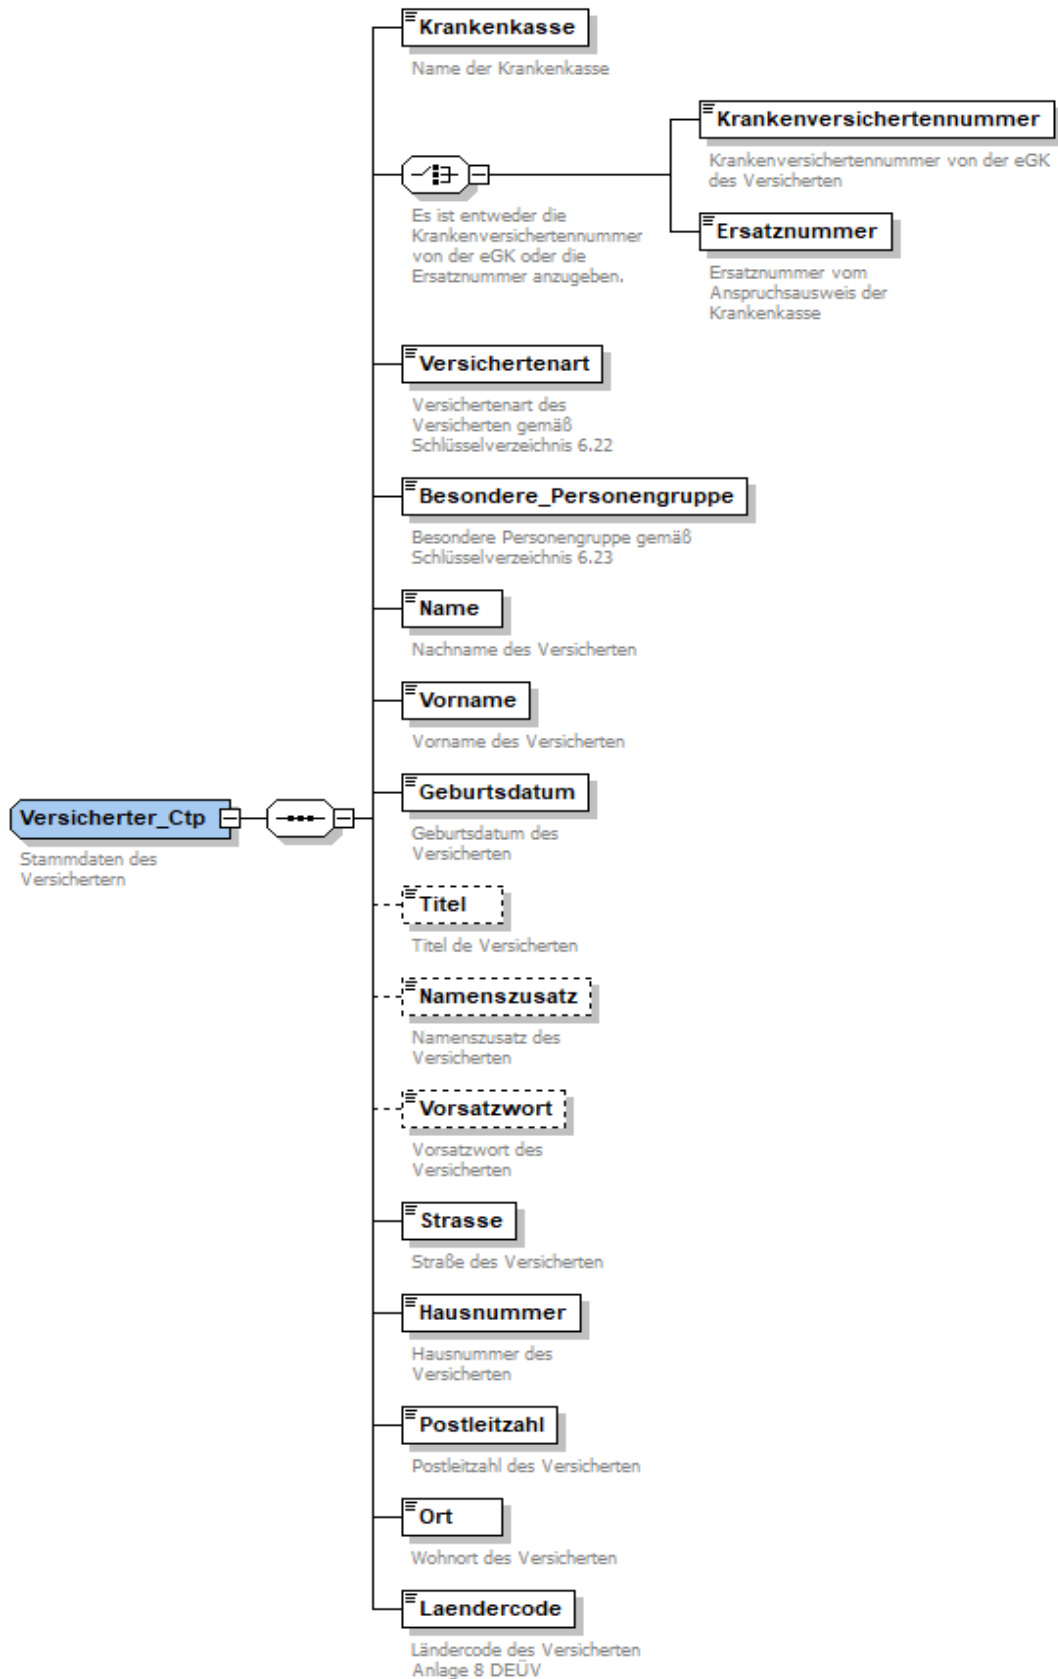 Krankenkasse
Name der Krankenkasse
Krankenversichertennummer
Krankenversichertennummer von der eGK
des Versicherten
Es ist entweder die
Krankenversichertennummer
von der eGK oder die
Ersatznummer anzugeben.
Ersatznummer
Ersatznummer vom
Anspruchsausweis der
Krankenkasse
Versichertenart
Versichertenart des
Versicherten gemäß
Schlüsselverzeichnis 6.22
Besondere_Personengruppe
Besondere Personengruppe gemäß
Schlüsselverzeichnis 6.23
Name
Nachname des Versicherten
Vorname
Vorname des Versicherten
Versicherter_Ctp
Stammdaten des
Versichertern
Geburtsdatum
Geburtsdatum des
Versicherten
Titel
Titel de Versicherten
Namenszusatz
Namenszusatz des
Versicherten
Vorsatzwort
Vorsatzwort des
Versicherten
Strasse
Straße des Versicherten
Hausnummer
Hausnummer des
Versicherten
Postleitzahl
Postleitzahl des Versicherten
Ort
Wohnort des Versicherten
Laendercode
Ländercode des Versicherten
Anlage 8 DEÜV